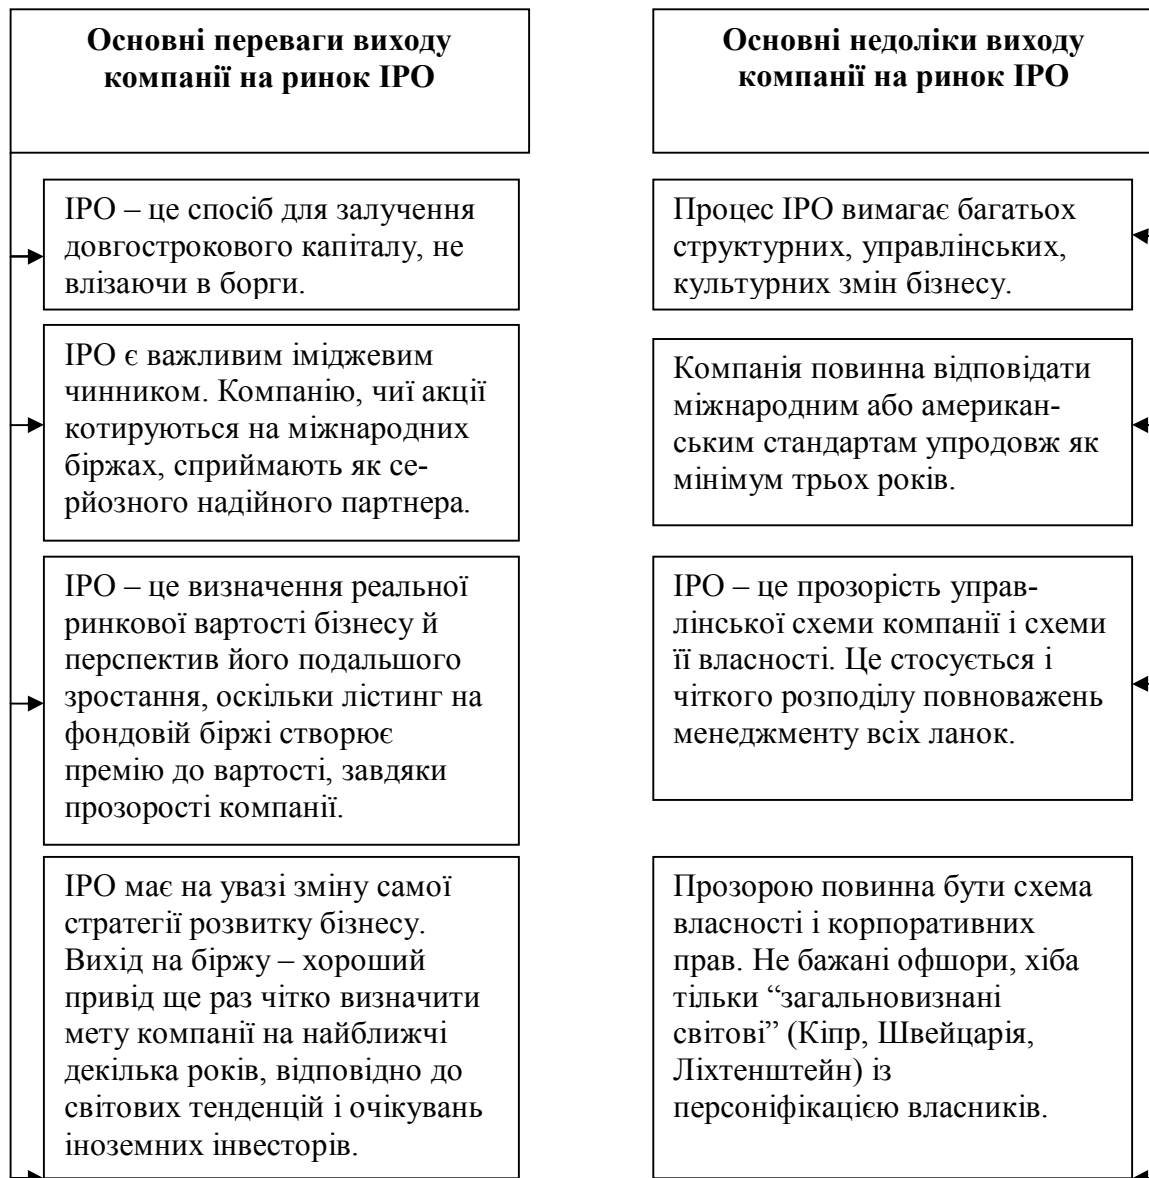 Основні переваги виходу
компанії на ринок ІРО
ІРО – це спосіб для залучення
довгострокового капіталу, не
влізаючи в борги.
ІРО є важливим іміджевим
чинником. Компанію, чиї акції
котируються на міжнародних
біржах, сприймають як се-
рйозного надійного партнера.
ІРО – це визначення реальної
ринкової вартості бізнесу й
перспектив його подальшого
зростання, оскільки лістинг на
фондовій біржі створює
премію до вартості, завдяки
прозорості компанії.
ІРО має на увазі зміну самої
стратегії розвитку бізнесу.
Вихід на біржу – хороший
привід ще раз чітко визначити
мету компанії на найближчі
декілька років, відповідно до
світових тенденцій і очікувань
іноземних інвесторів.
Основні недоліки виходу
компанії на ринок ІРО
Процес ІРО вимагає багатьох
структурних, управлінських,
культурних змін бізнесу.
Компанія повинна відповідати
міжнародним або американ-
ським стандартам упродовж як
мінімум трьох років.
ІРО – це прозорість управ-
лінської схеми компанії і схеми
її власності. Це стосується і
чіткого розподілу повноважень
менеджменту всіх ланок.
Прозорою повинна бути схема
власності і корпоративних
прав. Не бажані офшори, хіба
тільки “загальновизнані
світові” (Кіпр, Швейцарія,
Ліхтенштейн) із
персоніфікацією власників.